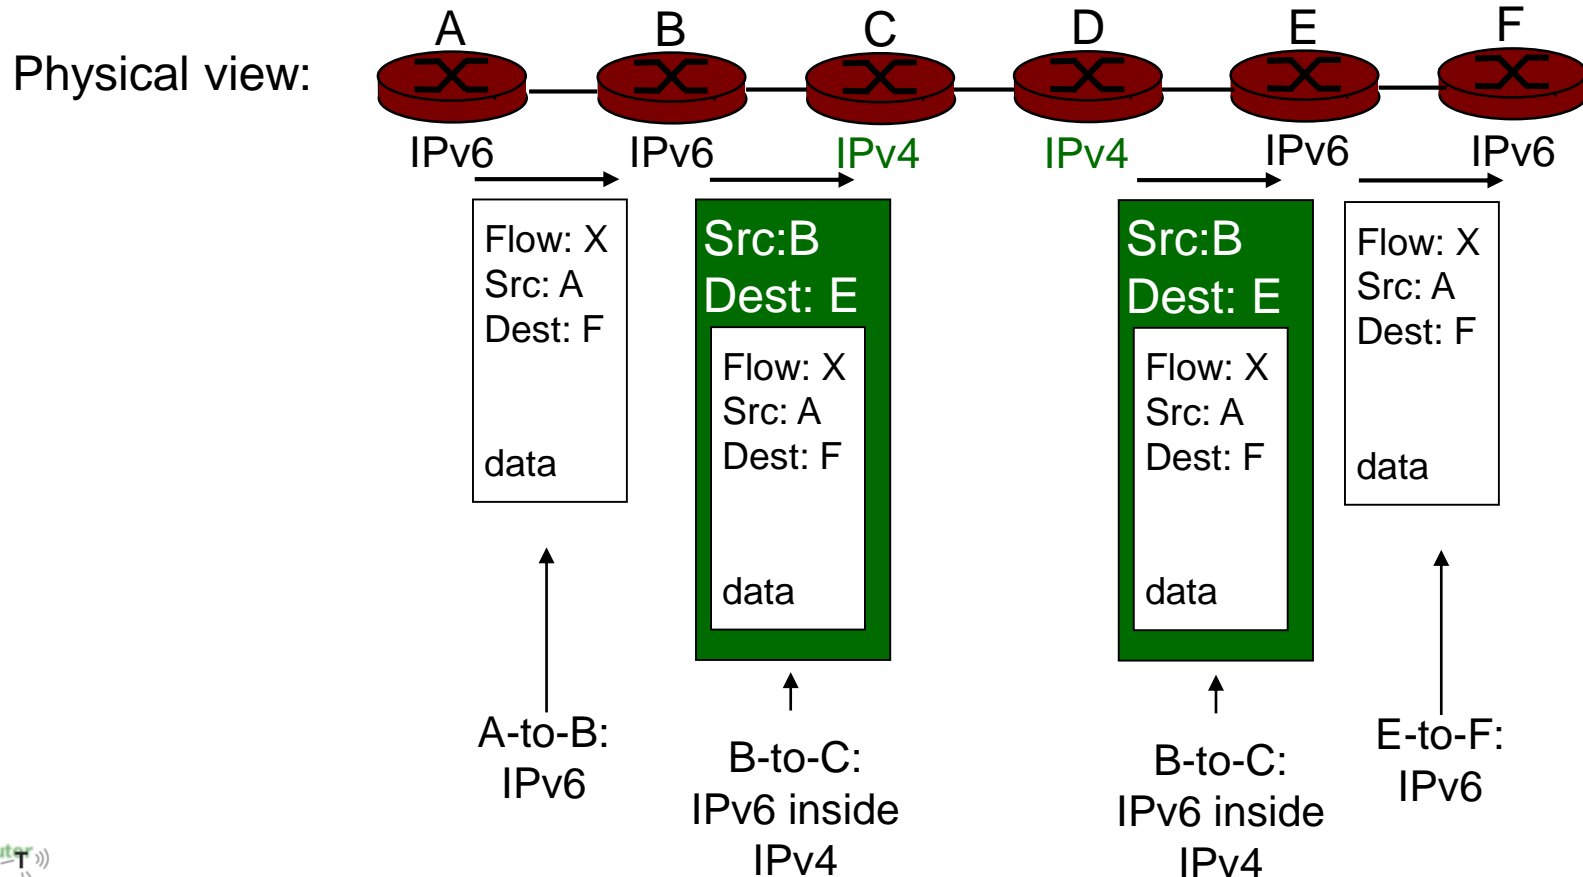 A B C D E F
Physical view:
IPv6 IPv6 IPv4 IPv4 IPv6 IPv6
Flow: X
Src: A
Dest: F
data
Src:B
Dest: E
Flow: X
Src: A
Dest: F
data
Src:B
Dest: E
Flow: X
Src: A
Dest: F
data
Flow: X
Src: A
Dest: F
data
A-to-B:
IPv6
B-to-C:
IPv6 inside
IPv4
B-to-C:
IPv6 inside
IPv4
E-to-F:
IPv6
T